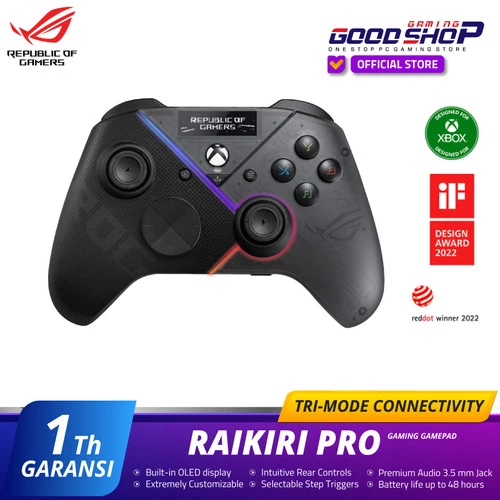 REPUBLIC OF
GAMERS
GAMING
GOODSHOP
ONE STOP PC GAMING STORE
OFFICIAL STORE
REPUBLIC OF
GAMERS
DESIGNED FOR
XBOX
DESIGNED FOR
Y
X
B
A
iF
DESIGN
AWARD
2022
reddot winner 2022
TRI-MODE CONNECTIVITY
1 Th
GARANSI
RAIKIRI PRO
GAMING GAMEPAD
• Built-in OLED display
• Extremely Customizable
• Intuitive Rear Controls
• Selectable Step Triggers
• Premium Audio 3.5 mm Jack
• Battery life up to 48 hours